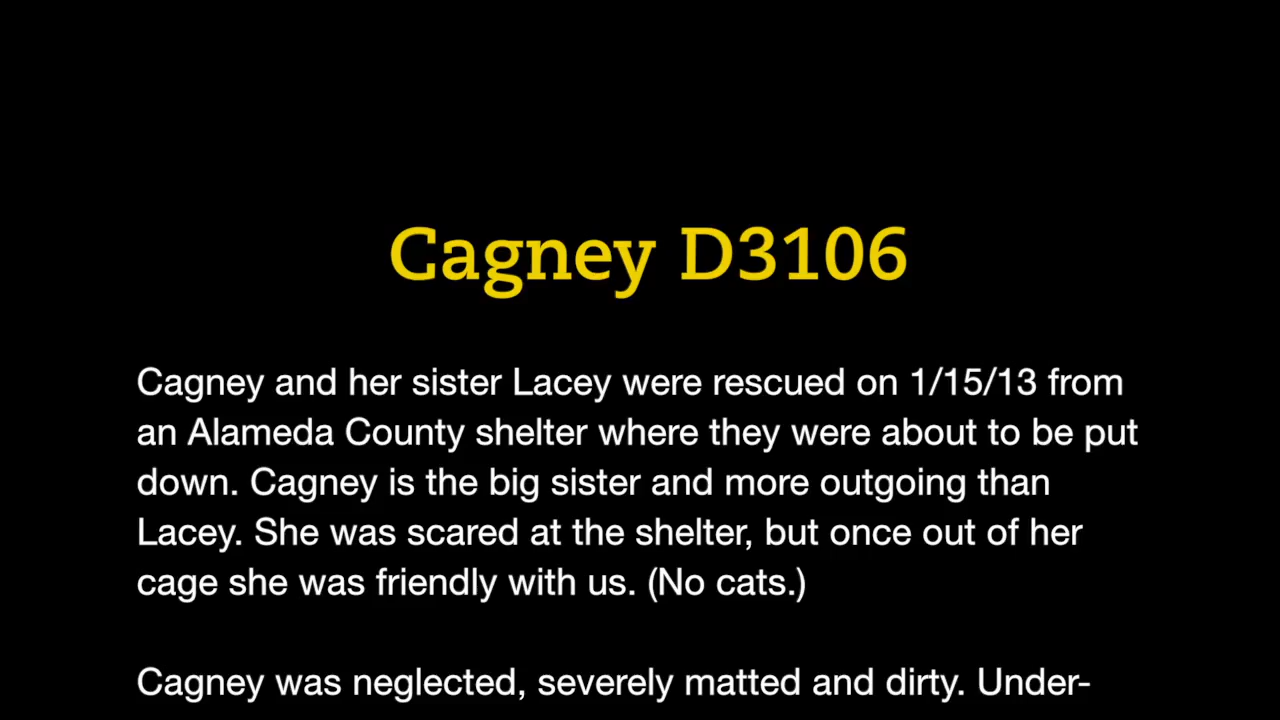 Cagney D3106
Cagney and her sister Lacey were rescued on 1/15/13 from
an Alameda County shelter where they were about to be put
down. Cagney is the big sister and more outgoing than
Lacey. She was scared at the shelter, but once out of her
cage she was friendly with us. (No cats.)
Cagney was neglected, severely matted and dirty. Under-